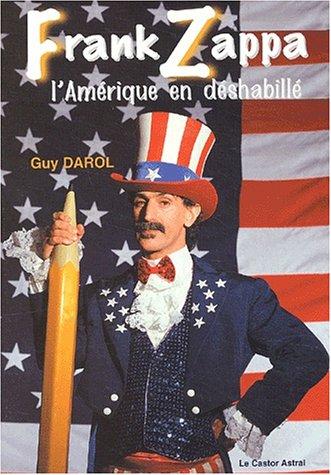 Frank Zappa
l'Amérique en déshabillé
Guy DAROL
Le Castor Astral